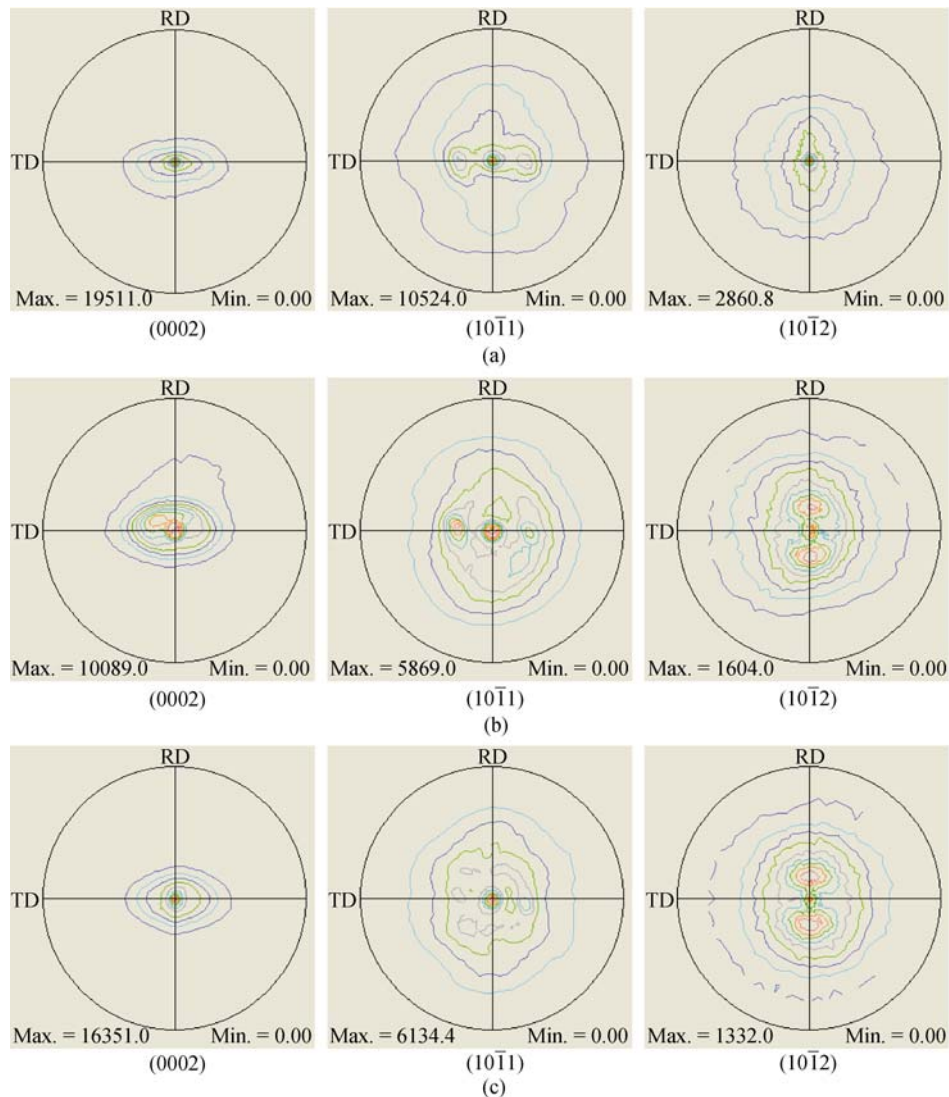 RD RD RD
TD TD TD
Max. = 19511.0 Min. = 0.00 Max. = 10524.0 Min. = 0.00 Max. = 2860.8 Min. = 0.00
(0002) (101̅1) (101̅2)
(a)
RD RD RD
TD TD TD
Max. = 10089.0 Min. = 0.00 Max. = 5869.0 Min. = 0.00 Max. = 1604.0 Min. = 0.00
(0002) (101̅1) (101̅2)
(b)
RD RD RD
TD TD TD
Max. = 16351.0 Min. = 0.00 Max. = 6134.4 Min. = 0.00 Max. = 1332.0 Min. = 0.00
(0002) (101̅1) (101̅2)
(c)